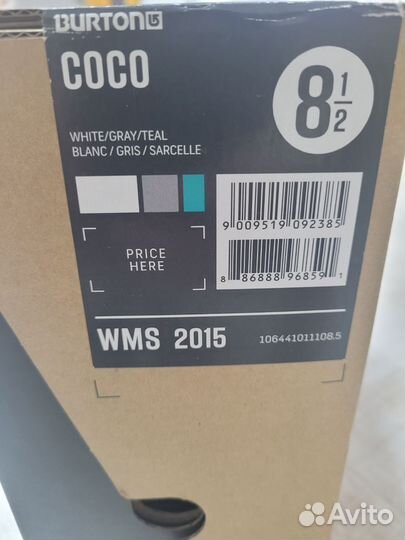 BURTON
COCO
8 1/2
WHITE/GRAY/TEAL
BLANC / GRIS / SARCELLE
9 009519 092385
PRICE
HERE
8 86888 96859 1
WMS 2015
106441011108.5
Avito